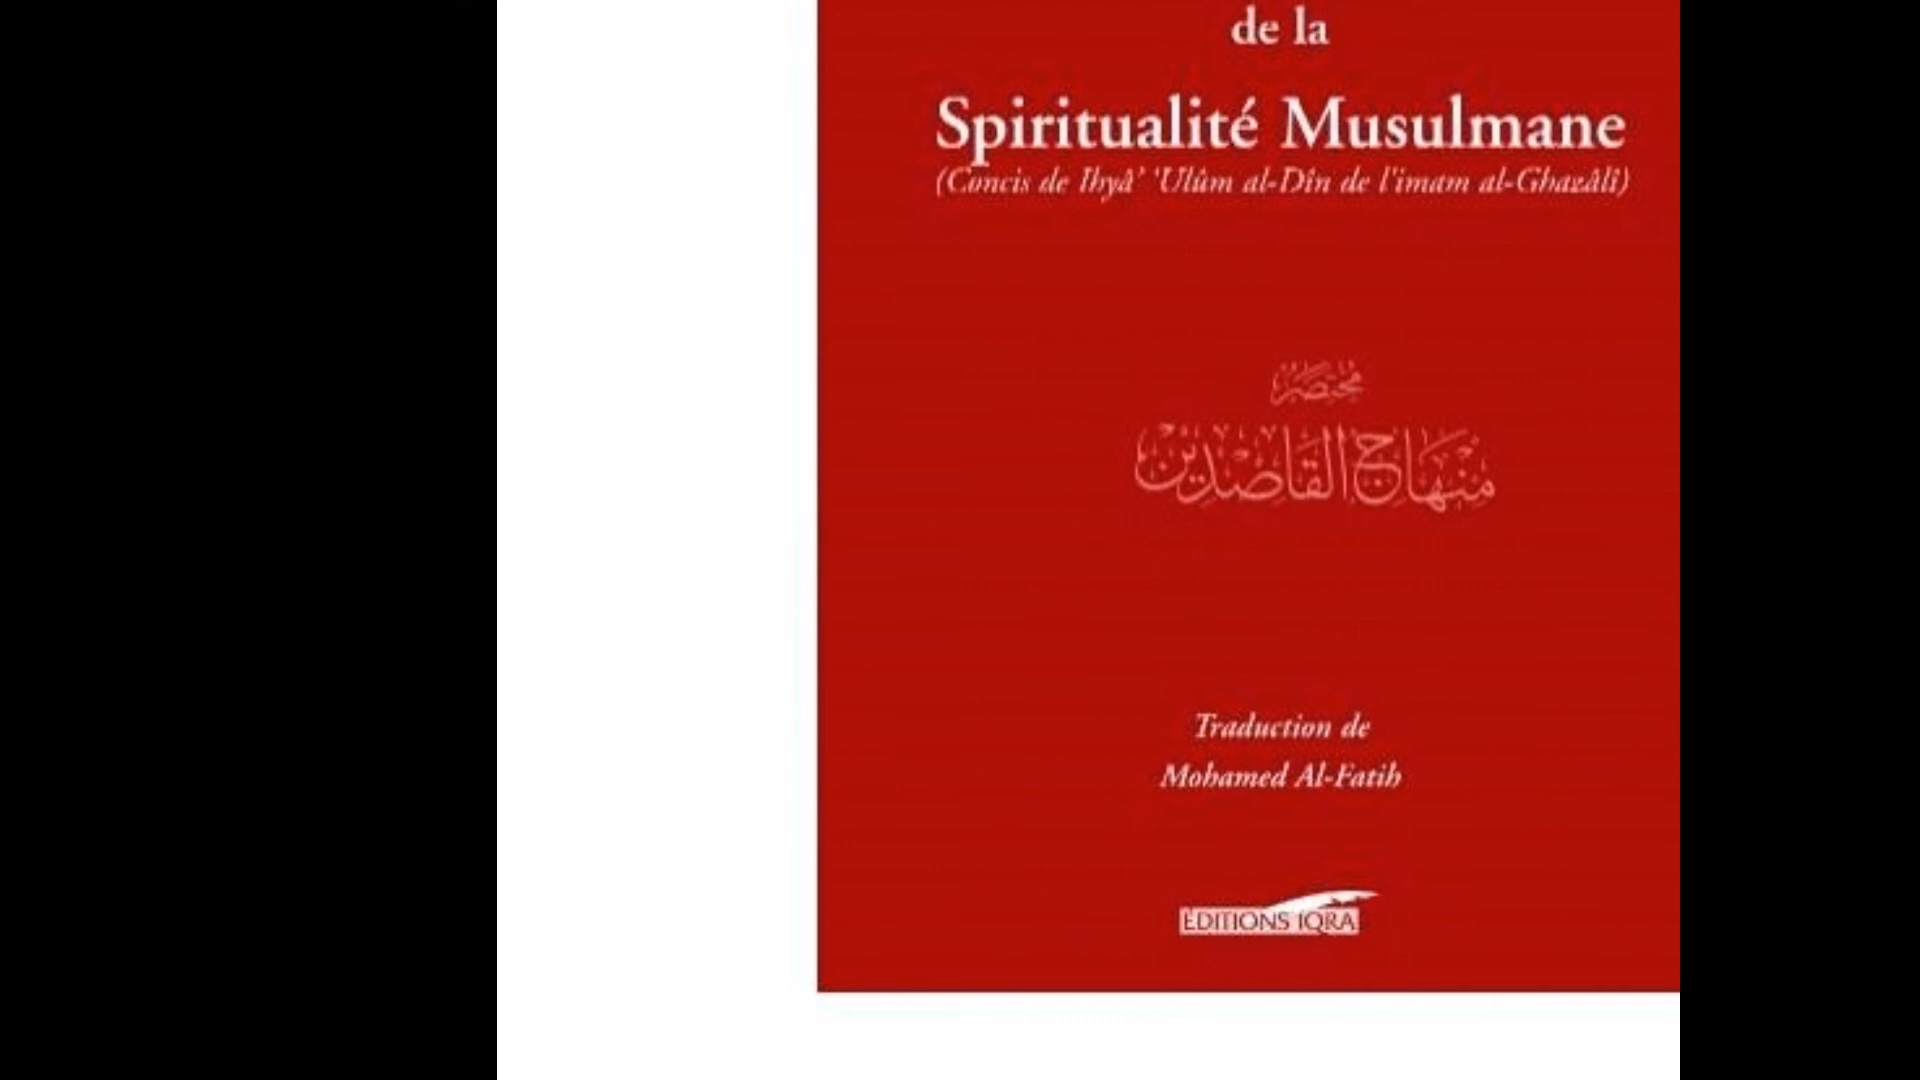 de la
Spiritualité Musulmane
(Concis de Ihyâ’ ‘Ulûm al-Dîn de l'imam al-Ghazâlî)
مختصر
منهاج القاصدين
Traduction de
Mohamed Al-Fatih
EDITIONS IQRA